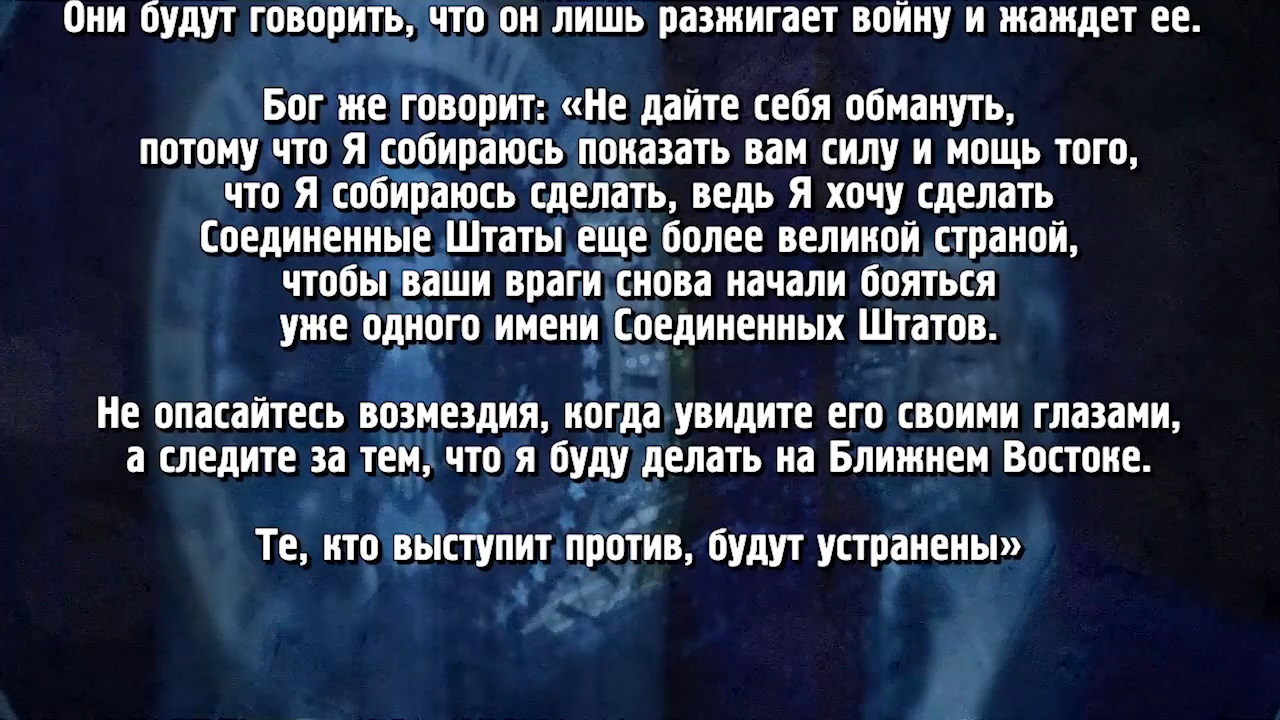 Они будут говорить, что он лишь разжигает войну и жаждет ее.
Бог же говорит: «Не дайте себя обмануть,
потому что Я собираюсь показать вам силу и мощь того,
что Я собираюсь сделать, ведь Я хочу сделать
Соединенные Штаты еще более великой страной,
чтобы ваши враги снова начали бояться
уже одного имени Соединенных Штатов.
Не опасайтесь возмездия, когда увидите его своими глазами,
а следите за тем, что я буду делать на Ближнем Востоке.
Те, кто выступит против, будут устранены»